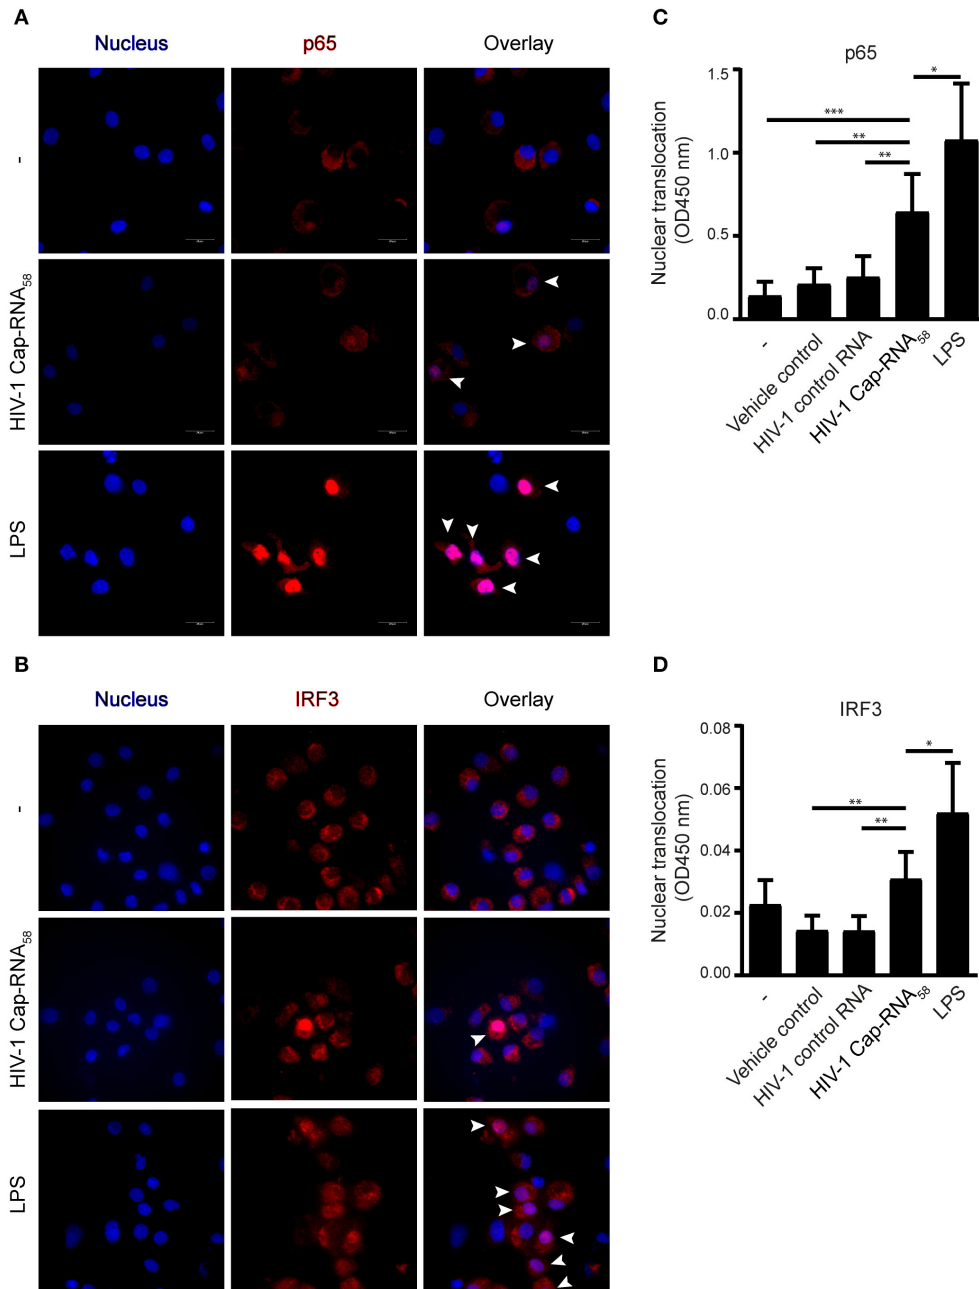 A
Nucleus p65 Overlay
-
HIV-1 Cap-RNA58
LPS
B
Nucleus IRF3 Overlay
-
HIV-1 Cap-RNA58
LPS
C
p65
Nuclear translocation
(OD450 nm)
1.5
1.0
0.5
0.0
***
**
**
*
-
Vehicle control
HIV-1 control RNA
HIV-1 Cap-RNA58
LPS
D
IRF3
Nuclear translocation
(OD450 nm)
0.08
0.06
0.04
0.02
0.00
**
**
*
-
Vehicle control
HIV-1 control RNA
HIV-1 Cap-RNA58
LPS